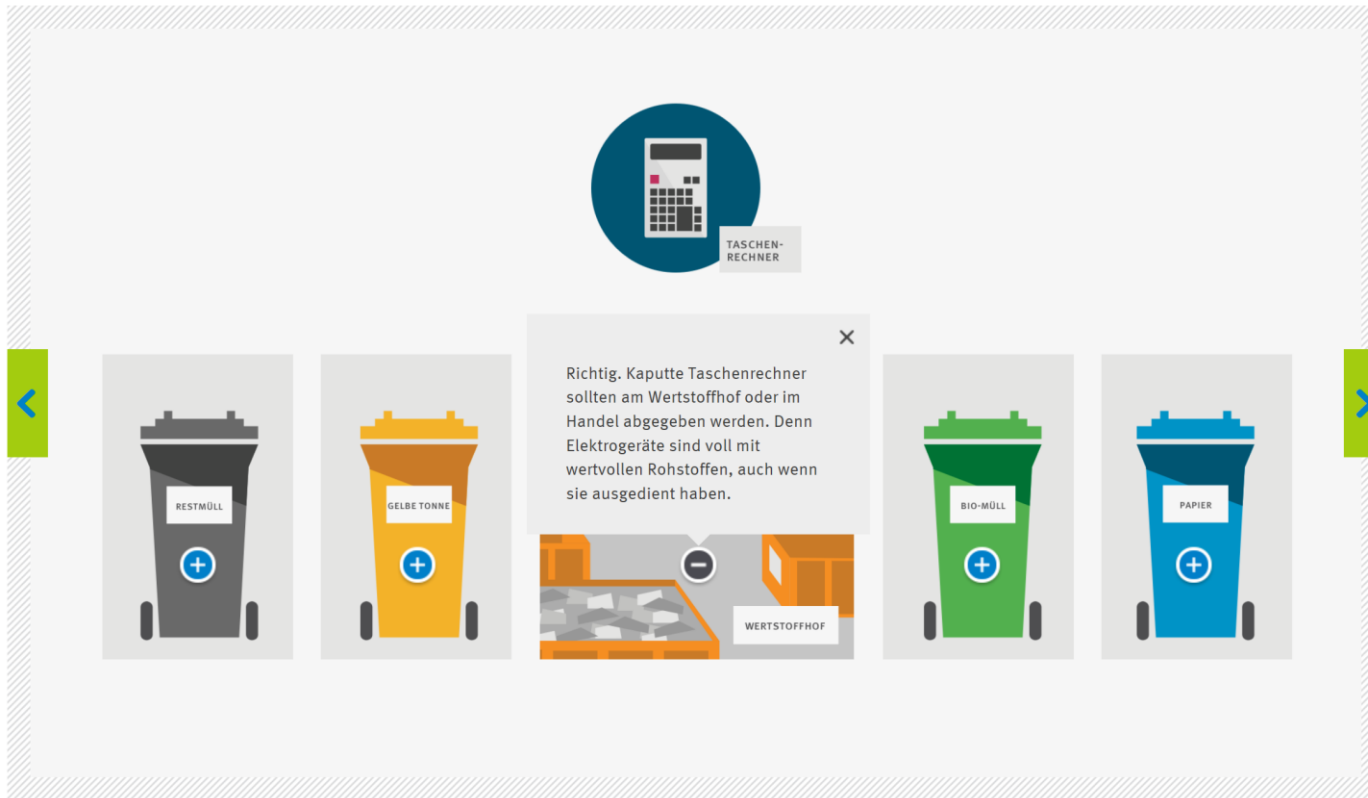 TASCHEN-
RECHNER
Richtig. Kaputte Taschenrechner
sollten am Wertstoffhof oder im
Handel abgegeben werden. Denn
Elektrogeräte sind voll mit
wertvollen Rohstoffen, auch wenn
sie ausgedient haben.
RESTMÜLL
GELBE TONNE
WERTSTOFFHOF
BIO-MÜLL
PAPIER